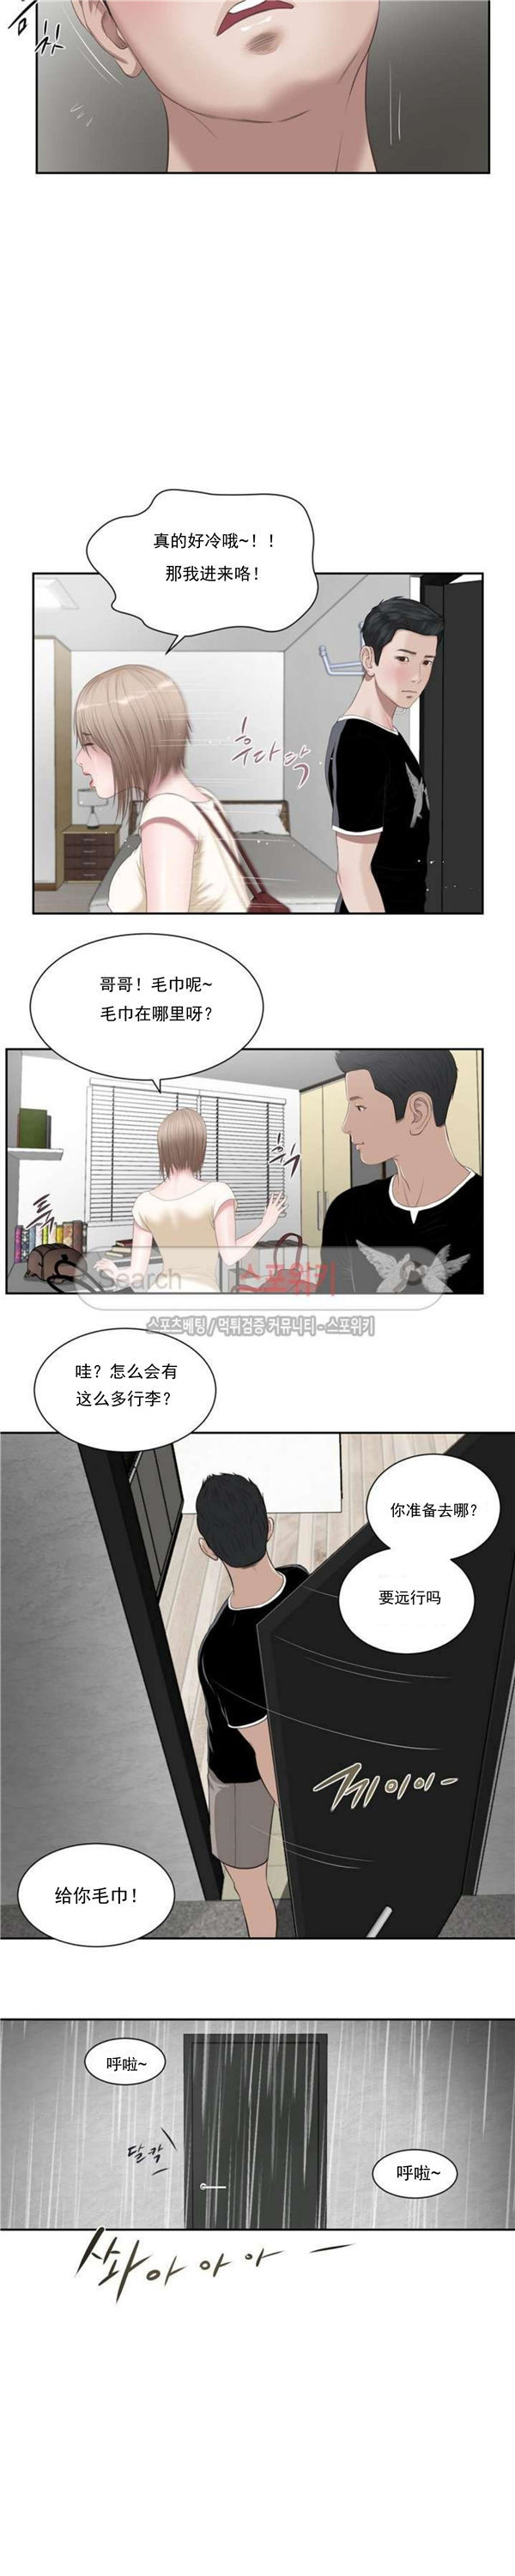 움
칫
真的好冷哦~！！
那我进来咯！
후다닥
哥哥！毛巾呢~
毛巾在哪里呀？
휙
툭
Search 스포위키
스포츠베팅 / 먹튀검증 커뮤니티 - 스포위키
哇？怎么会有
这么多行李？
你准备去哪？
要远行吗
게이이-
给你毛巾！
呼啦~
달칵
呼啦~
쏴아아아-